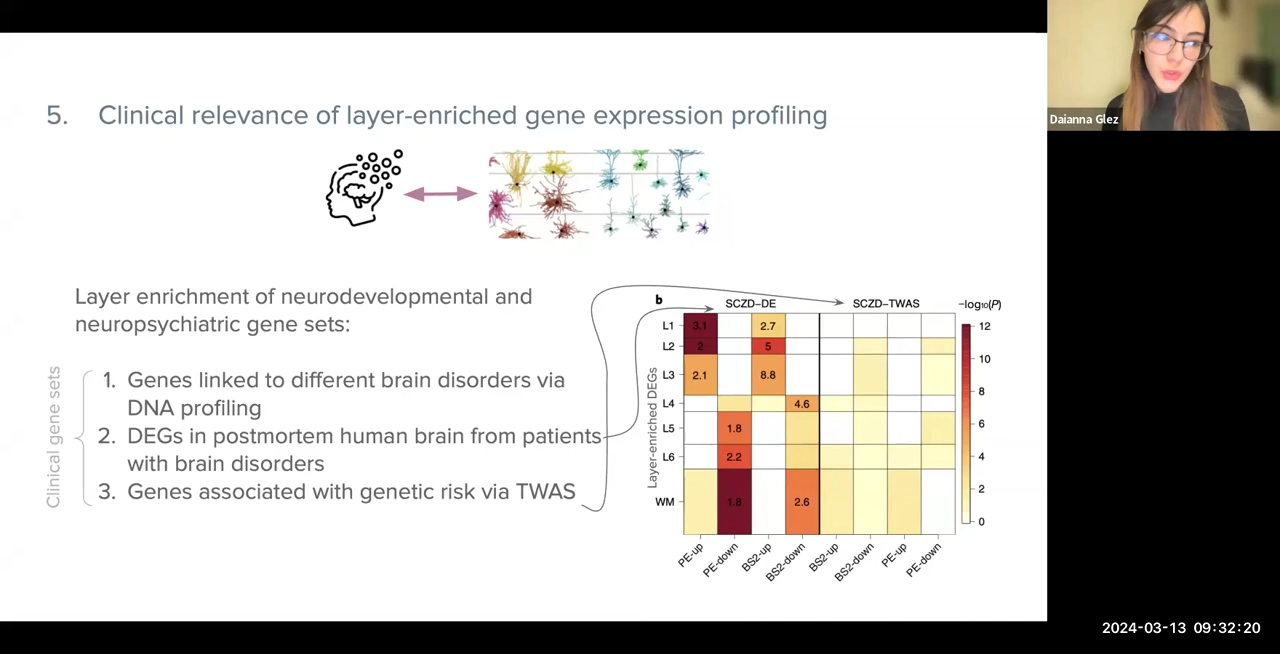 Daianna Glez
5. Clinical relevance of layer-enriched gene expression profiling
Layer enrichment of neurodevelopmental and
neuropsychiatric gene sets:
Clinical gene sets
1. Genes linked to different brain disorders via
DNA profiling
2. DEGs in postmortem human brain from patients
with brain disorders
3. Genes associated with genetic risk via TWAS
b
SCZD–DE SCZD–TWAS −log10(P)
Layer-enriched DEGs
L1 3.1 2.7
L2 2 5
L3 2.1 8.8
L4 4.6
L5 1.8
L6 2.2
WM 1.8 2.6
12
10
8
6
4
2
0
PE-up PE-down BS2-up BS2-down BS2-up BS2-down PE-up PE-down
2024-03-13 09:32:20